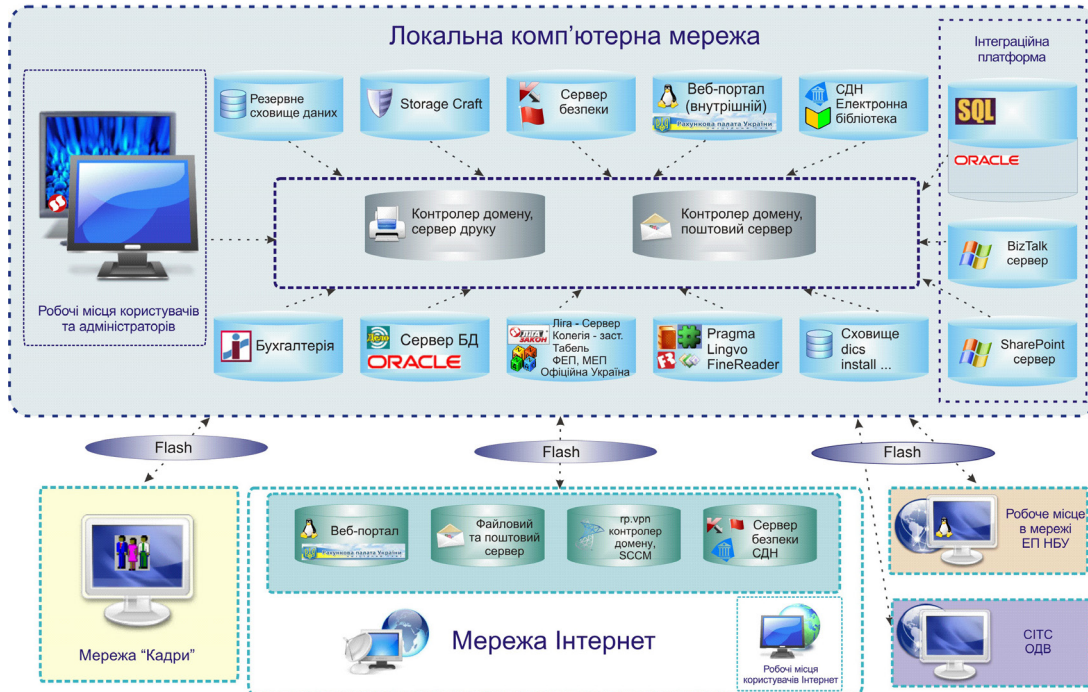 Локальна комп’ютерна мережа
Інтеграційна
платформа
Резервне
сховище даних
Storage Craft
Сервер
безпеки
Веб-портал
(внутрішній)
Рахункова палата України
СДН
Електронна
бібліотека
SQL
ORACLE
Контролер домену,
сервер друку
Контролер домену,
поштовий сервер
BizTalk
сервер
Робочі місця користувачів
та адміністраторів
Бухгалтерія
Дело
Сервер БД
ORACLE
ЛІГА
ЗАКОН
Ліга - Сервер
Колегія - заст.
Табель
ФЕП, МЕП
Офіційна Україна
Pragma
Lingvo
FineReader
Сховище
dics
install ...
SharePoint
сервер
Flash
Flash
Flash
Веб-портал
Рахункова палата України
Файловий
та поштовий
сервер
rp.vpn
контролер
домену,
SCCM
Сервер
безпеки
СДН
Робоче місце
в мережі
ЕП НБУ
Мережа “Кадри”
Мережа Інтернет
Робочі місця
користувачів Інтернет
СІТС
ОДВ